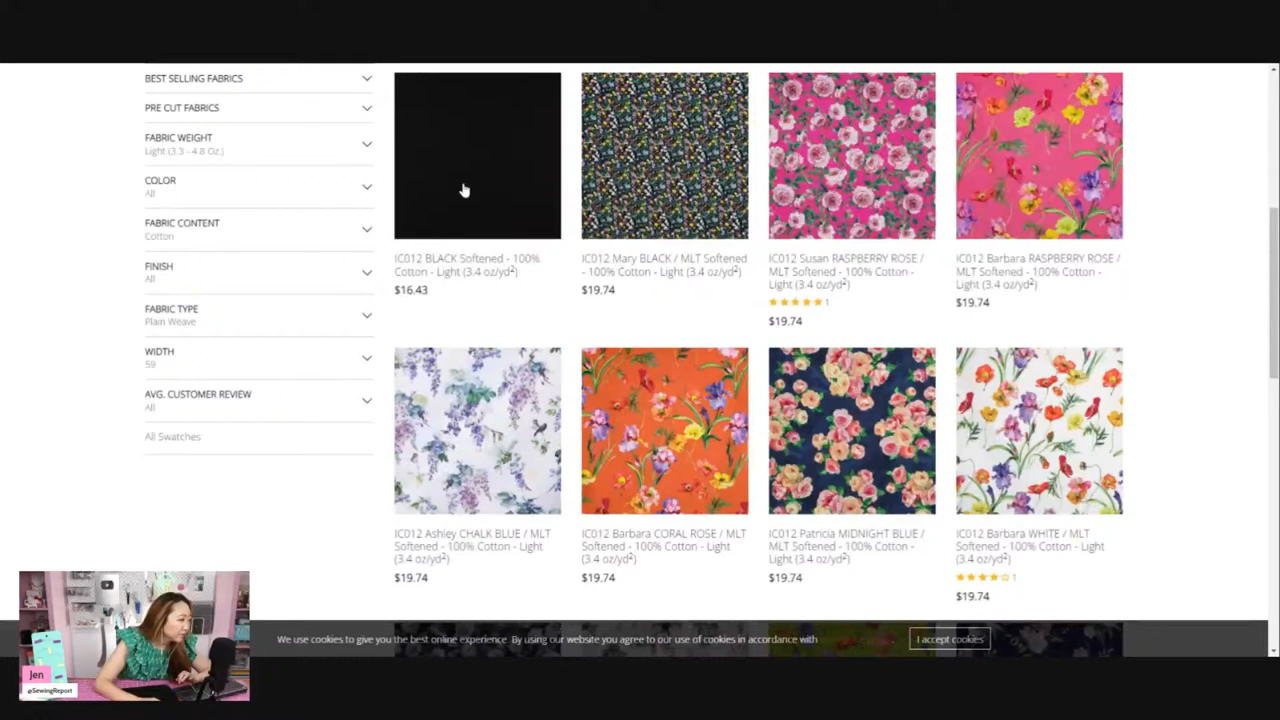 BEST SELLING FABRICS
PRE CUT FABRICS
FABRIC WEIGHT
Light (3.3 - 4.8 Oz.)
COLOR
All
FABRIC CONTENT
Cotton
FINISH
All
FABRIC TYPE
Plain Weave
WIDTH
59
AVG. CUSTOMER REVIEW
All
All Swatches
IC012 BLACK Softened - 100%
Cotton - Light (3.4 oz/yd²)
$16.43
IC012 Mary BLACK / MLT Softened
- 100% Cotton - Light (3.4 oz/yd²)
$19.74
IC012 Susan RASPBERRY ROSE /
MLT Softened - 100% Cotton -
Light (3.4 oz/yd²)
1
$19.74
IC012 Barbara RASPBERRY ROSE /
MLT Softened - 100% Cotton -
Light (3.4 oz/yd²)
$19.74
IC012 Ashley CHALK BLUE / MLT
Softened - 100% Cotton - Light
(3.4 oz/yd²)
$19.74
IC012 Barbara CORAL ROSE / MLT
Softened - 100% Cotton - Light
(3.4 oz/yd²)
$19.74
IC012 Patricia MIDNIGHT BLUE /
MLT Softened - 100% Cotton -
Light (3.4 oz/yd²)
$19.74
IC012 Barbara WHITE / MLT
Softened - 100% Cotton - Light
(3.4 oz/yd²)
1
$19.74
We use cookies to give you the best online experience. By using our website you agree to our use of cookies in accordance with
I accept cookies
Jen
@SewingReport